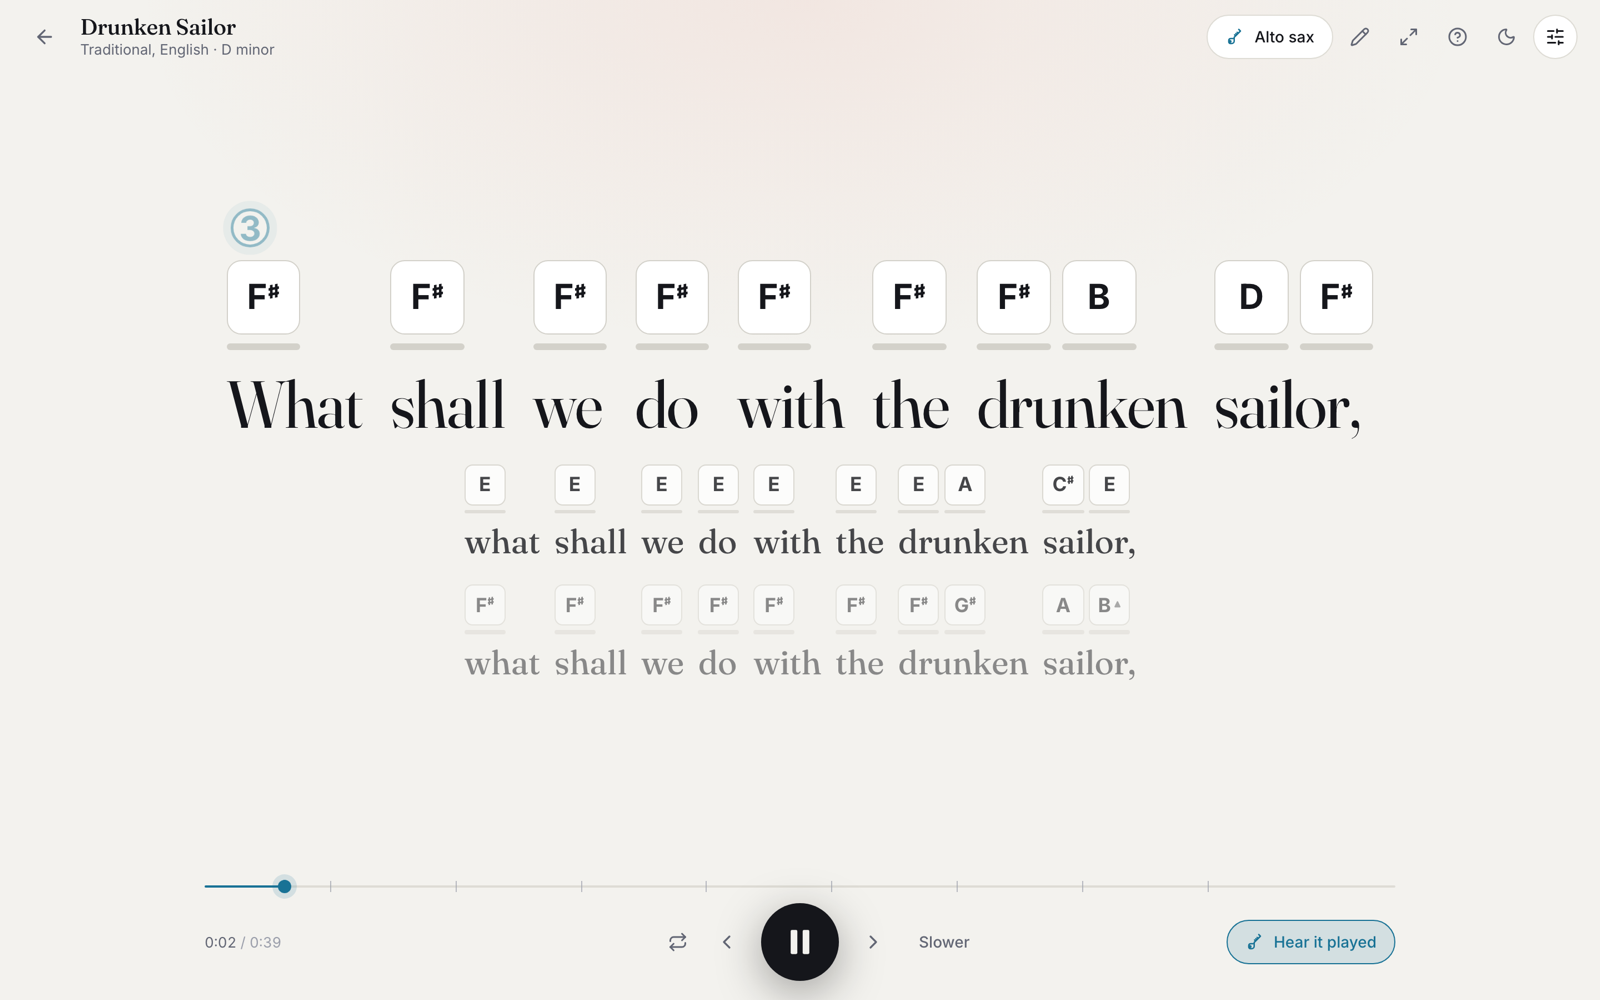 Drunken Sailor
Traditional, English · D minor
Alto sax
③
F♯ F♯ F♯ F♯ F♯ F♯ F♯ B D F♯
What shall we do with the drunken sailor,
E E E E E E E A C♯ E
what shall we do with the drunken sailor,
F♯ F♯ F♯ F♯ F♯ F♯ F♯ G♯ A B▲
what shall we do with the drunken sailor,
0:02 / 0:39
Slower
Hear it played